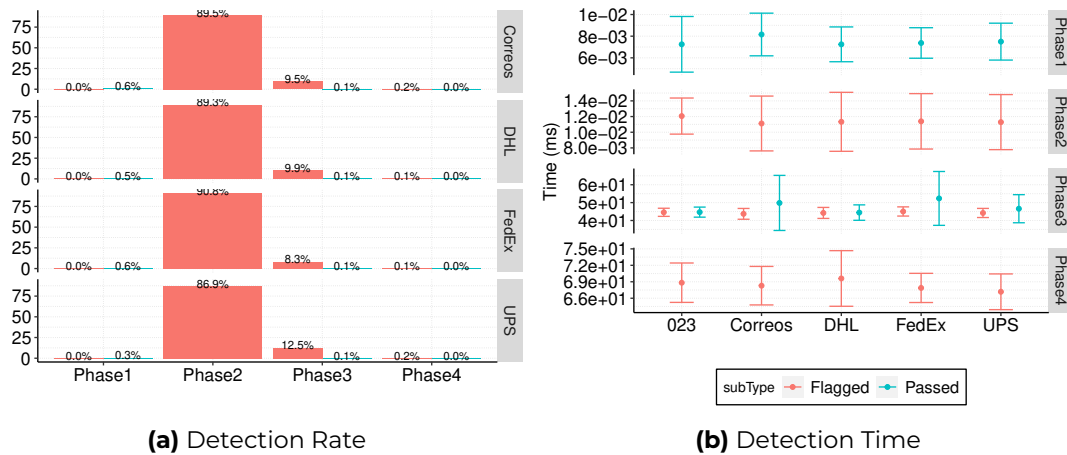 75
50
25
0
0.0% 0.6% 89.5% 9.5% 0.1% 0.2% 0.0%
Correos
75
50
25
0
0.0% 0.5% 89.3% 9.9% 0.1% 0.1% 0.0%
DHL
75
50
25
0
0.0% 0.6% 90.8% 8.3% 0.1% 0.1% 0.0%
FedEx
75
50
25
0
0.0% 0.3% 86.9% 12.5% 0.1% 0.2% 0.0%
UPS
Phase1 Phase2 Phase3 Phase4
(a) Detection Rate
Time (ms)
1e−02
6e−03
Phase1
1.4e−02
1.2e−02
1.0e−02
8.0e−03
Phase2
6e+01
5e+01
4e+01
Phase3
7.5e+01
7.2e+01
6.9e+01
6.6e+01
Phase4
023 Correos DHL FedEx UPS
subType Flagged Passed
(b) Detection Time